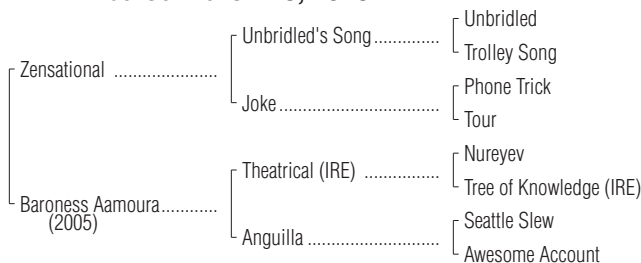 Unbridled
Unbridled's Song..............
Trolley Song
Zensational ......................
Phone Trick
Joke..................................
Tour
Nureyev
Theatrical (IRE) ................
Tree of Knowledge (IRE)
Baroness Aamoura............
(2005)
Seattle Slew
Anguilla ............................
Awesome Account